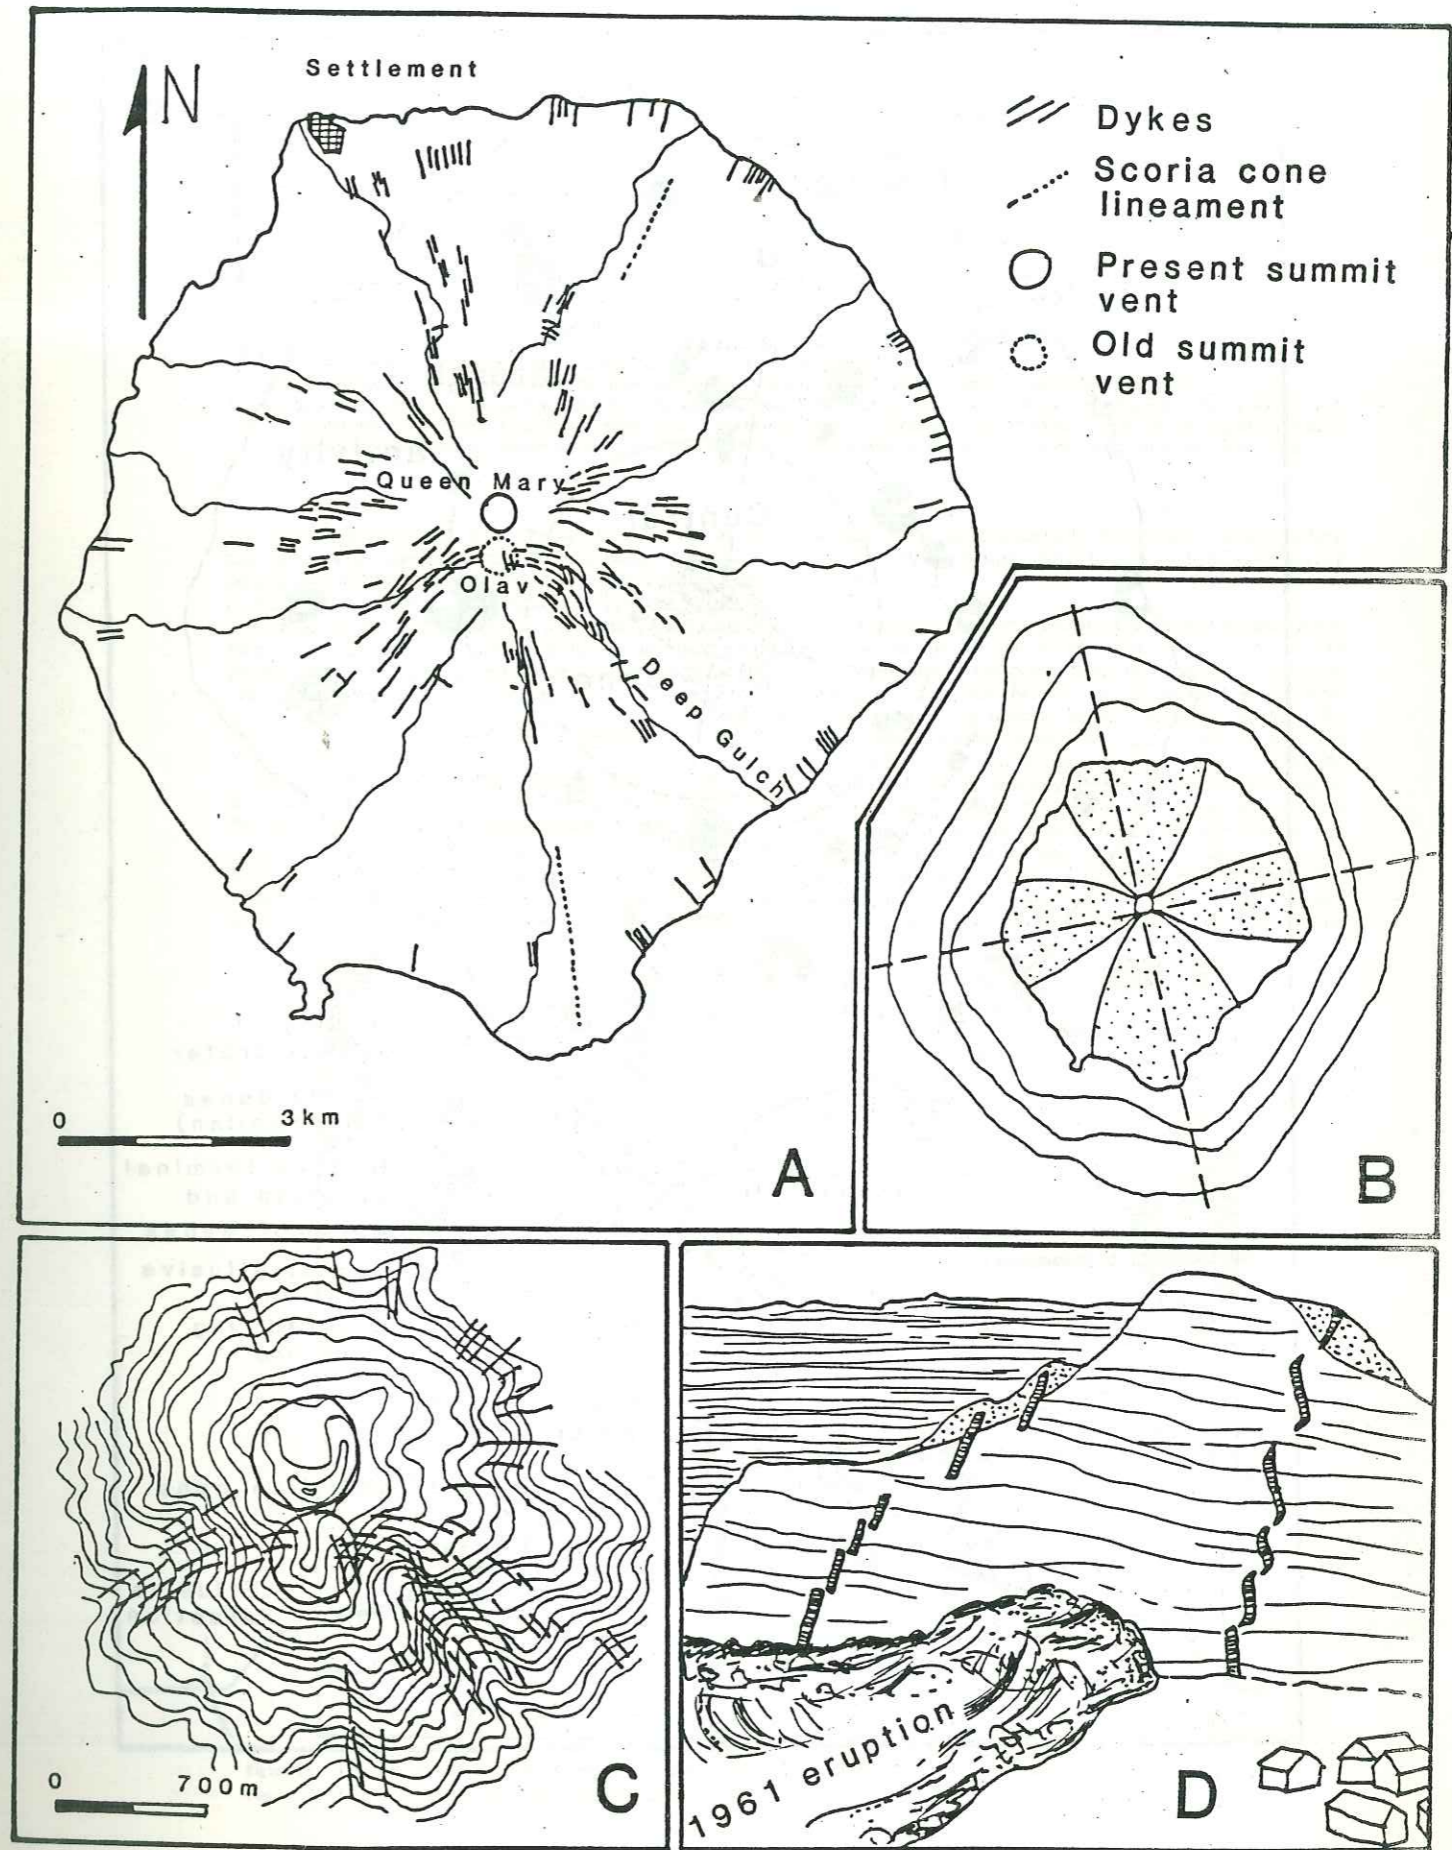 Settlement
N
Dykes
Scoria cone
lineament
Present summit
vent
Old summit
vent
Queen Mary
Olav
Deep Gulch
0 3km
A
B
0 700m
C
1961 eruption
D